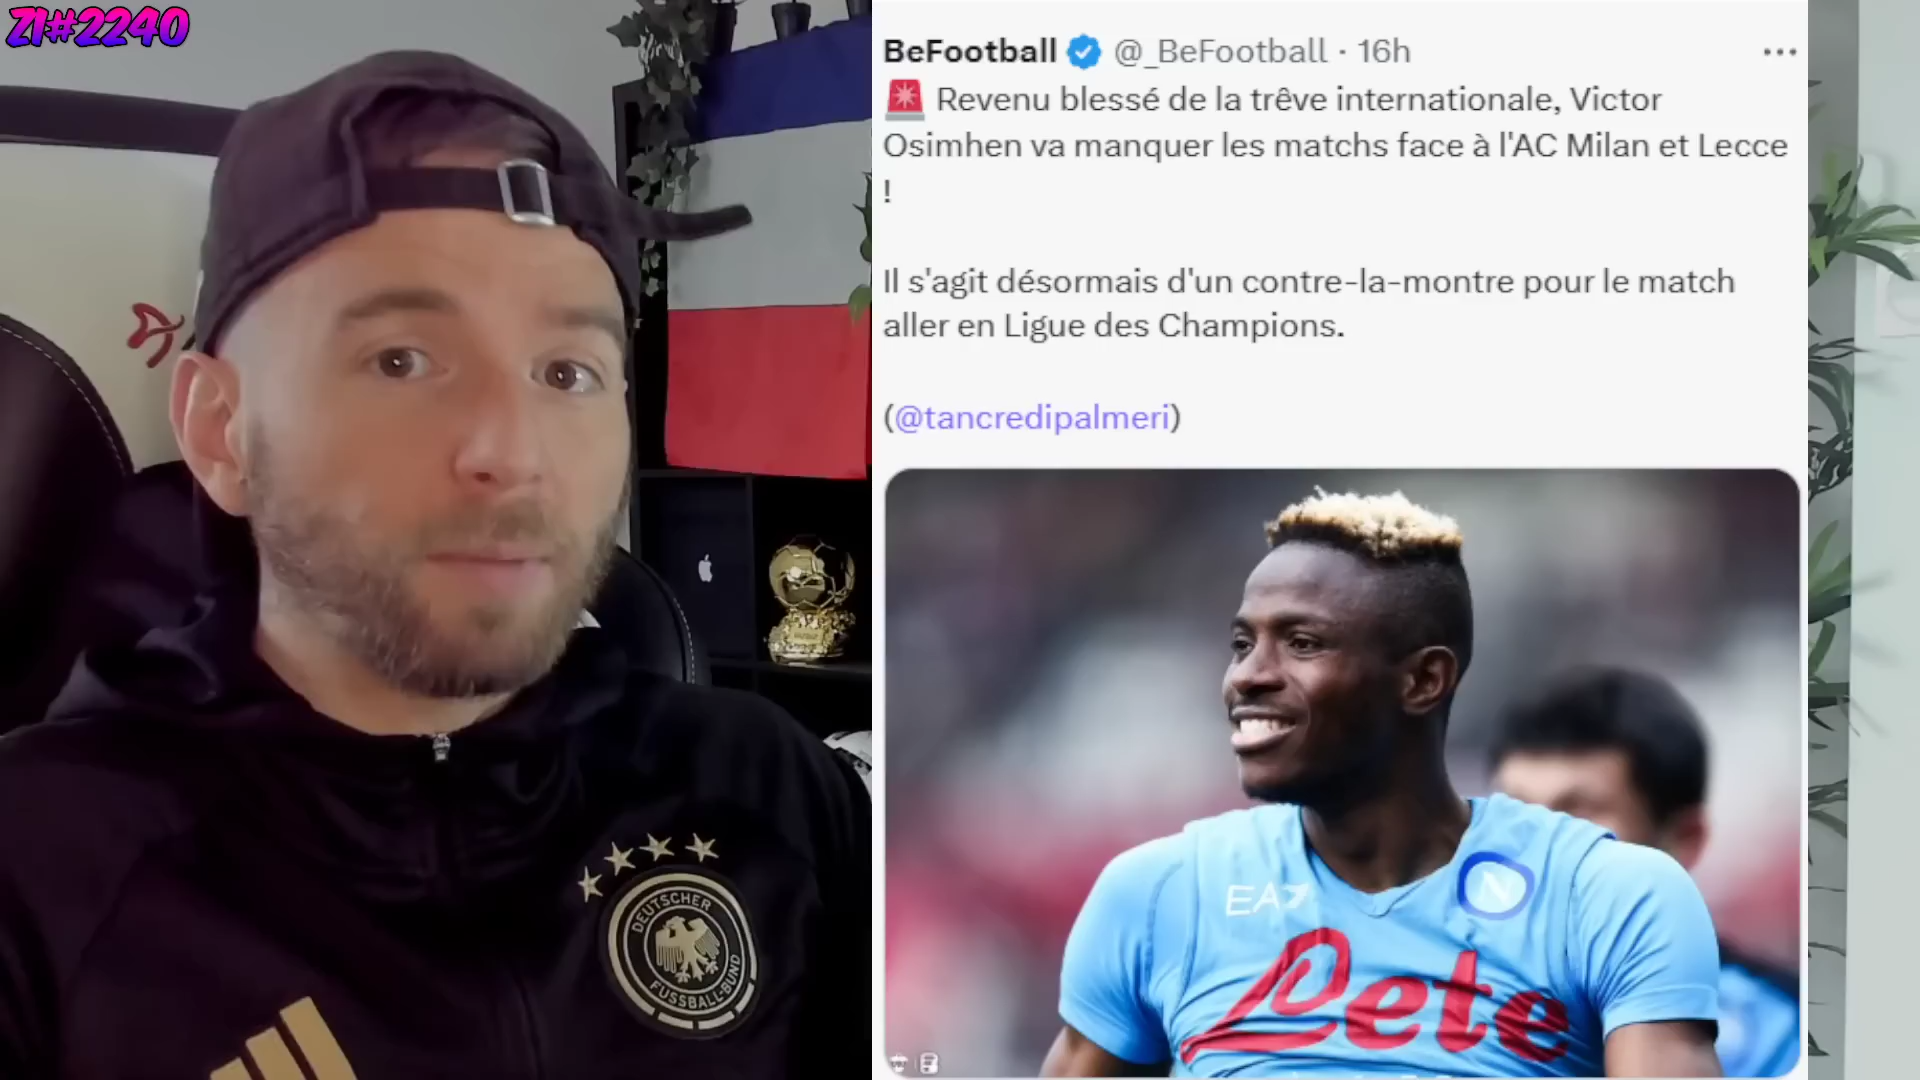 Z1#2240
BeFootball @_BeFootball · 16h
Revenu blessé de la trêve internationale, Victor
Osimhen va manquer les matchs face à l'AC Milan et Lecce
!
Il s'agit désormais d'un contre-la-montre pour le match
aller en Ligue des Champions.
(@tancredipalmeri)
DEUTSCHER
FUSSBALL-BUND
EA7
N
Lete